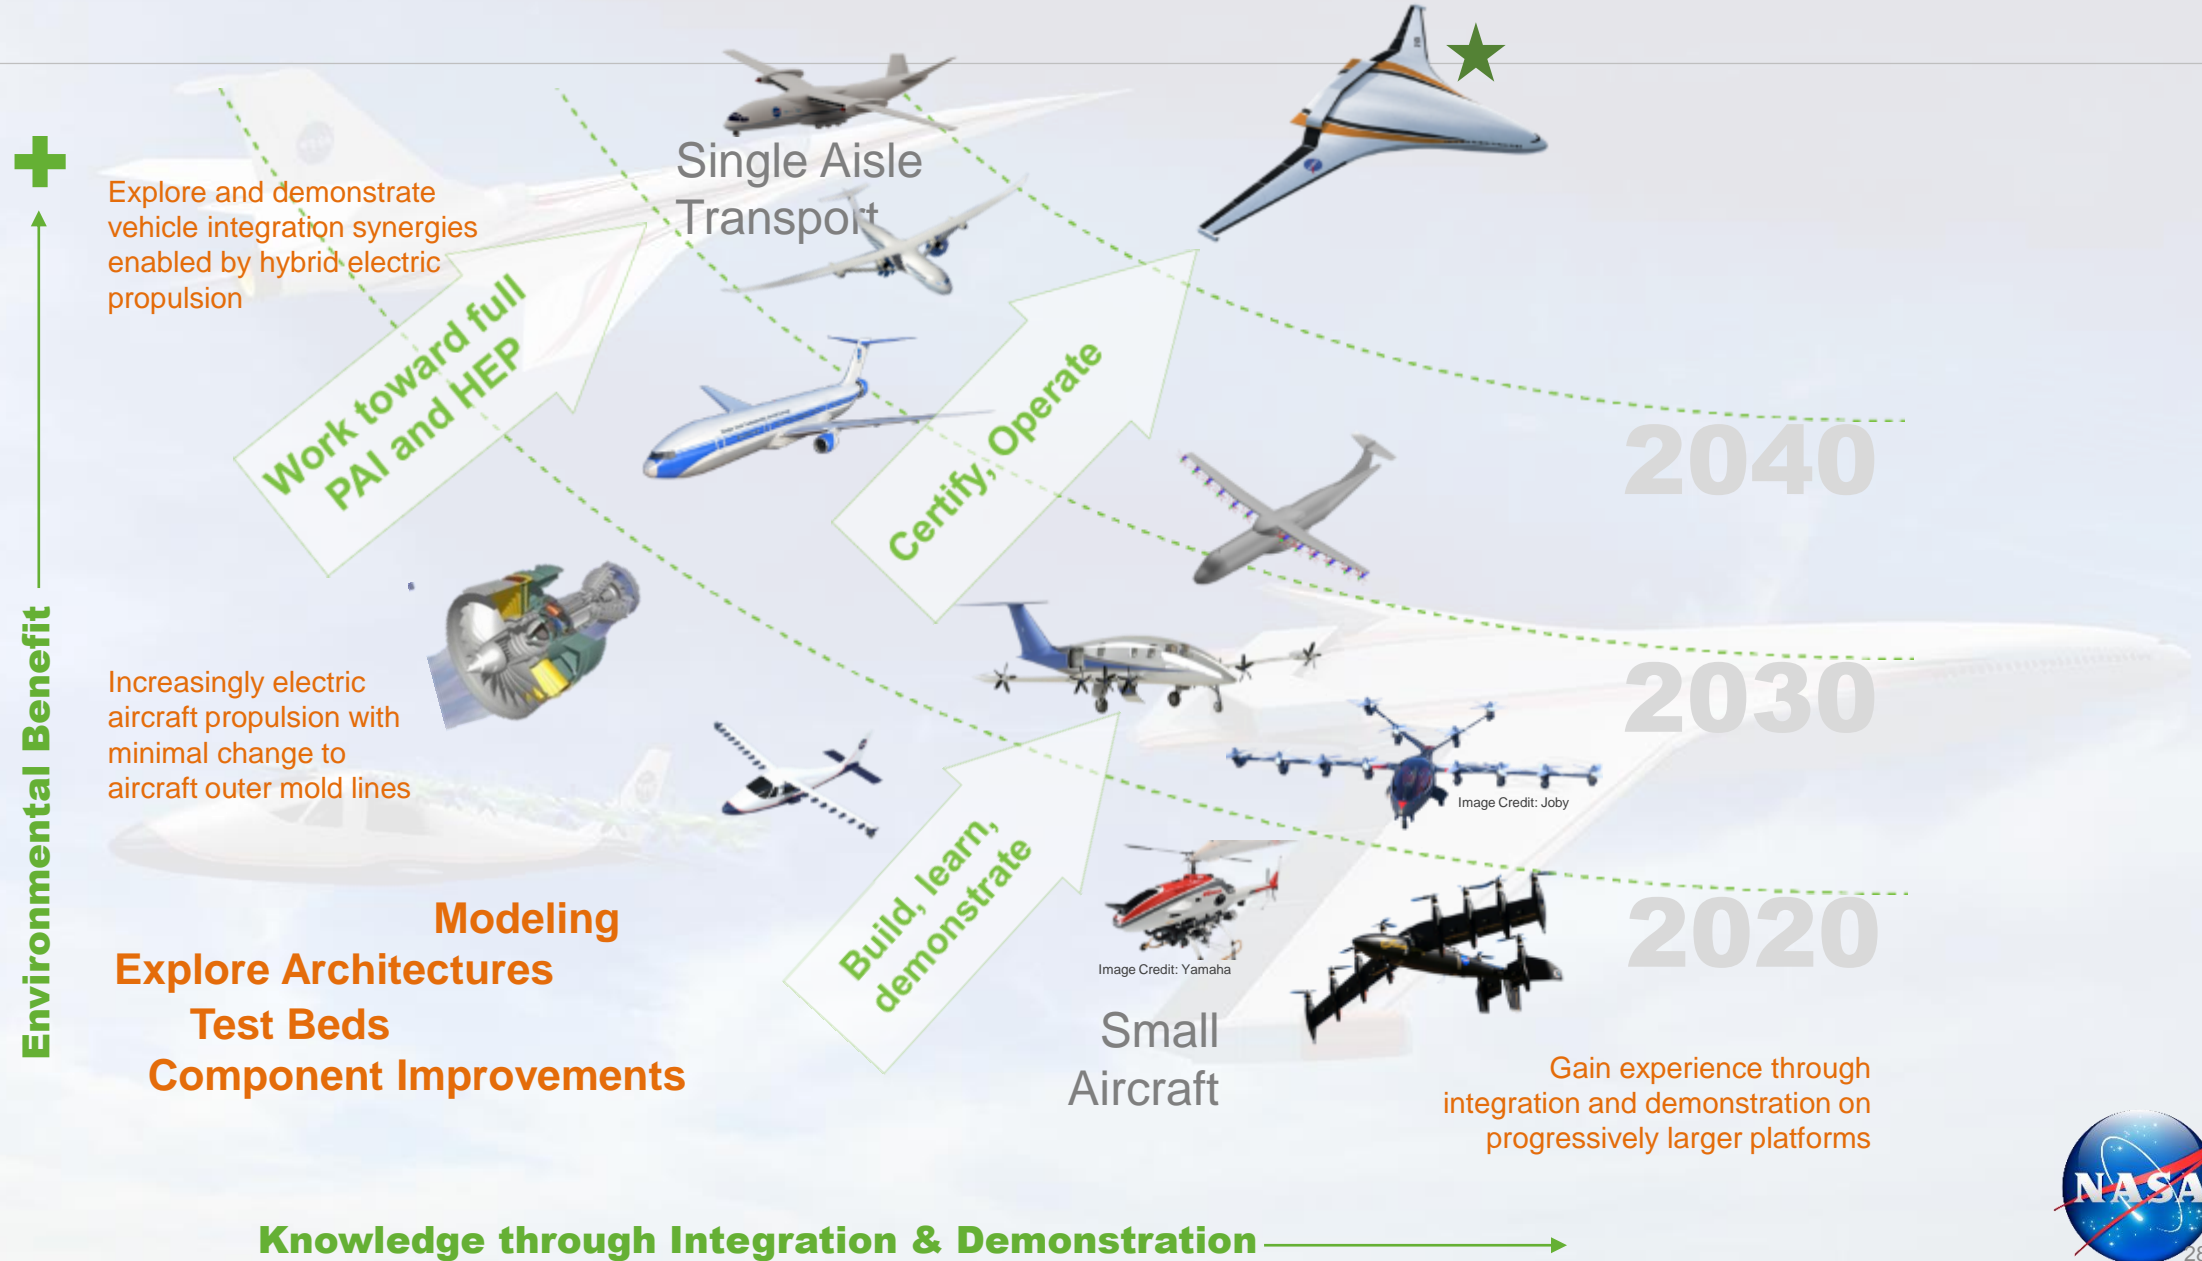 Single Aisle
Transport
Explore and demonstrate
vehicle integration synergies
enabled by hybrid electric
propulsion
Work toward full
PAI and HEP
Certify, Operate
2040
Environmental Benefit
Increasingly electric
aircraft propulsion with
minimal change to
aircraft outer mold lines
2030
Image Credit: Joby
Build, learn,
demonstrate
Modeling
Explore Architectures
Test Beds
Component Improvements
Image Credit: Yamaha
2020
Small
Aircraft
Gain experience through
integration and demonstration on
progressively larger platforms
NASA
Knowledge through Integration & Demonstration
28